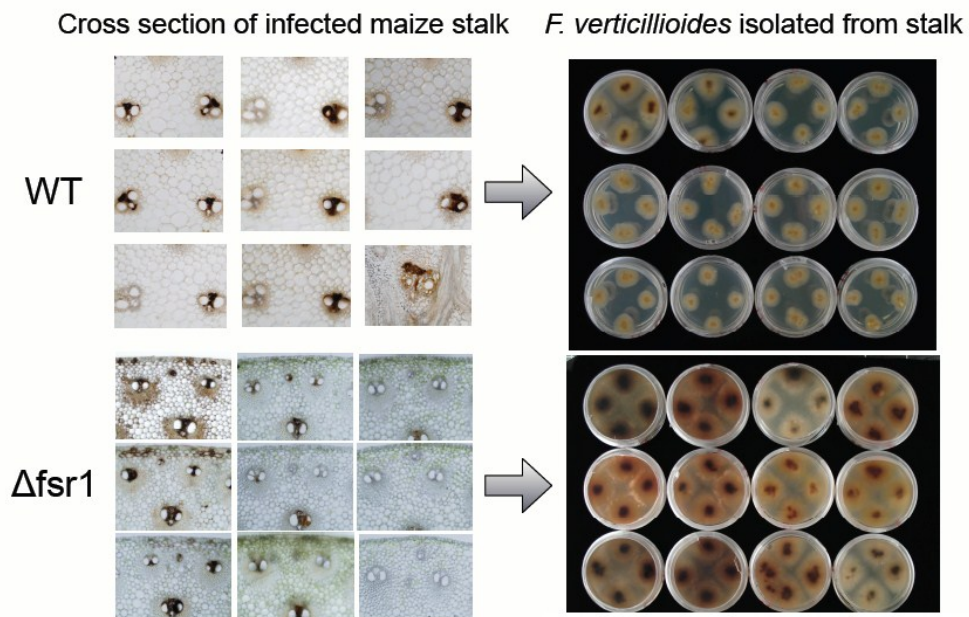 Cross section of infected maize stalk
F. verticillioides isolated from stalk
WT
Δfsr1